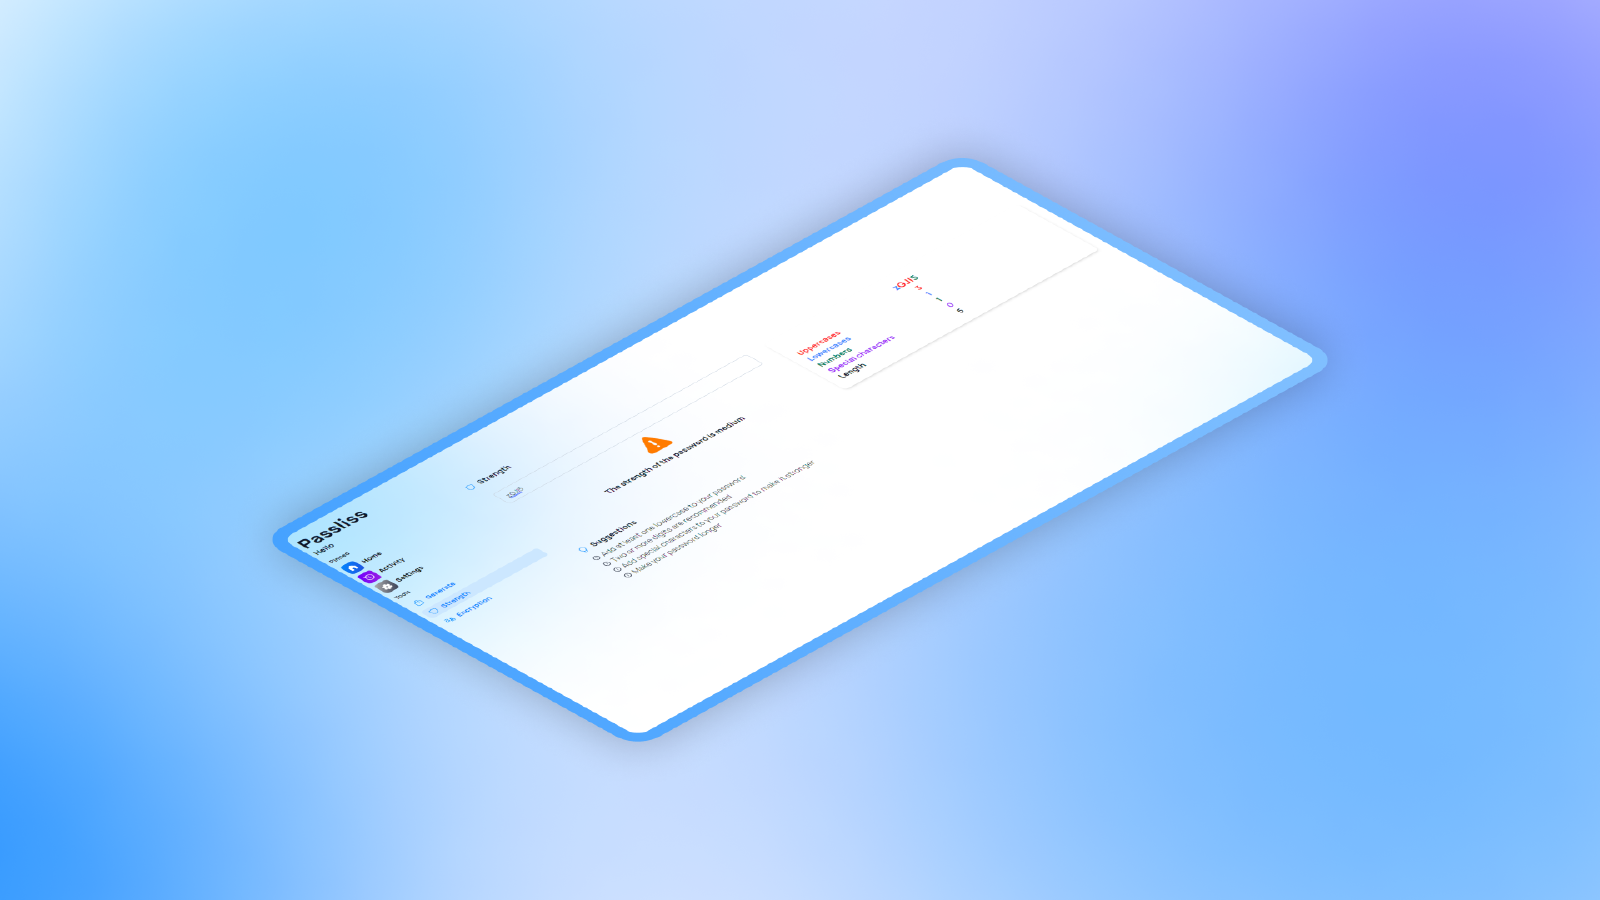 Passliss
Hello
Pinned
Home
Activity
Settings
Tools
Generate
Strength
Encryption
Strength
The strength of the password is medium
Suggestions
Add at least one lowercase to your password
Two or more digits are recommended
Add special characters to your password to make it stronger
Make your password longer
Uppercases 3
Lowercases 1
Numbers 1
Special characters 0
Length 5